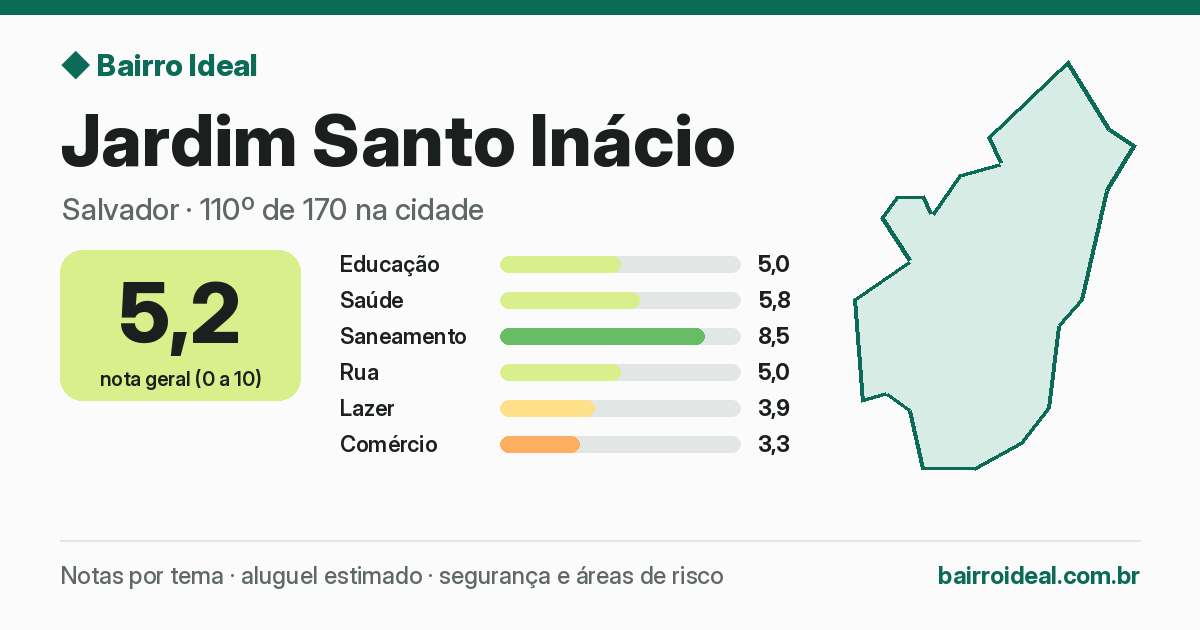 Bairro Ideal
Jardim Santo Inácio
Salvador · 110º de 170 na cidade
5,2
nota geral (0 a 10)
Educação 5,0
Saúde 5,8
Saneamento 8,5
Rua 5,0
Lazer 3,9
Comércio 3,3
Notas por tema · aluguel estimado · segurança e áreas de risco
bairroideal.com.br